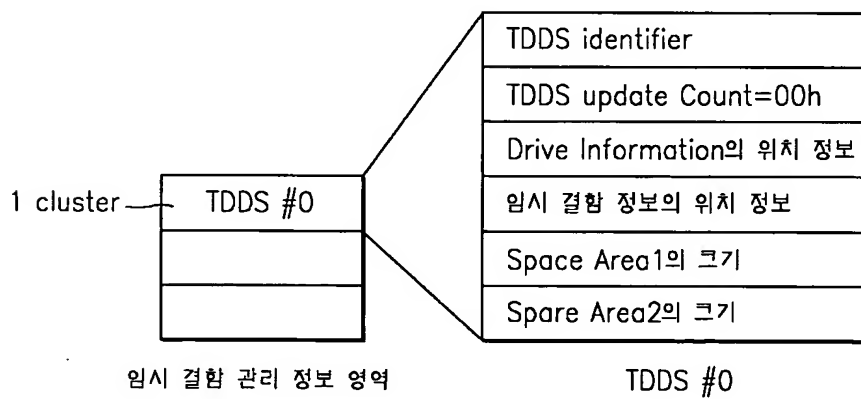 1 cluster
TDDS #0
임시 결함 관리 정보 영역
TDDS identifier
TDDS update Count=00h
Drive Information의 위치 정보
임시 결함 정보의 위치 정보
Space Area1의 크기
Spare Area2의 크기
TDDS #0